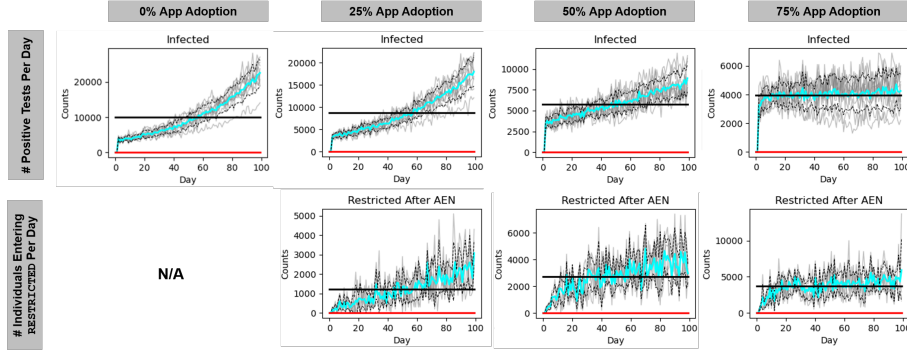 0% App Adoption
25% App Adoption
50% App Adoption
75% App Adoption
# Positive Tests Per Day
Infected
Counts
20000
10000
0
0 20 40 60 80 100
Day
Infected
Counts
20000
15000
10000
5000
0
0 20 40 60 80 100
Day
Infected
Counts
10000
7500
5000
2500
0
0 20 40 60 80 100
Day
Infected
Counts
6000
4000
2000
0
0 20 40 60 80 100
Day
# Individuals Entering
RESTRICTED Per Day
N/A
Restricted After AEN
Counts
5000
4000
3000
2000
1000
0
0 20 40 60 80 100
Day
Restricted After AEN
Counts
6000
4000
2000
0
0 20 40 60 80 100
Day
Restricted After AEN
Counts
10000
5000
0
0 20 40 60 80 100
Day